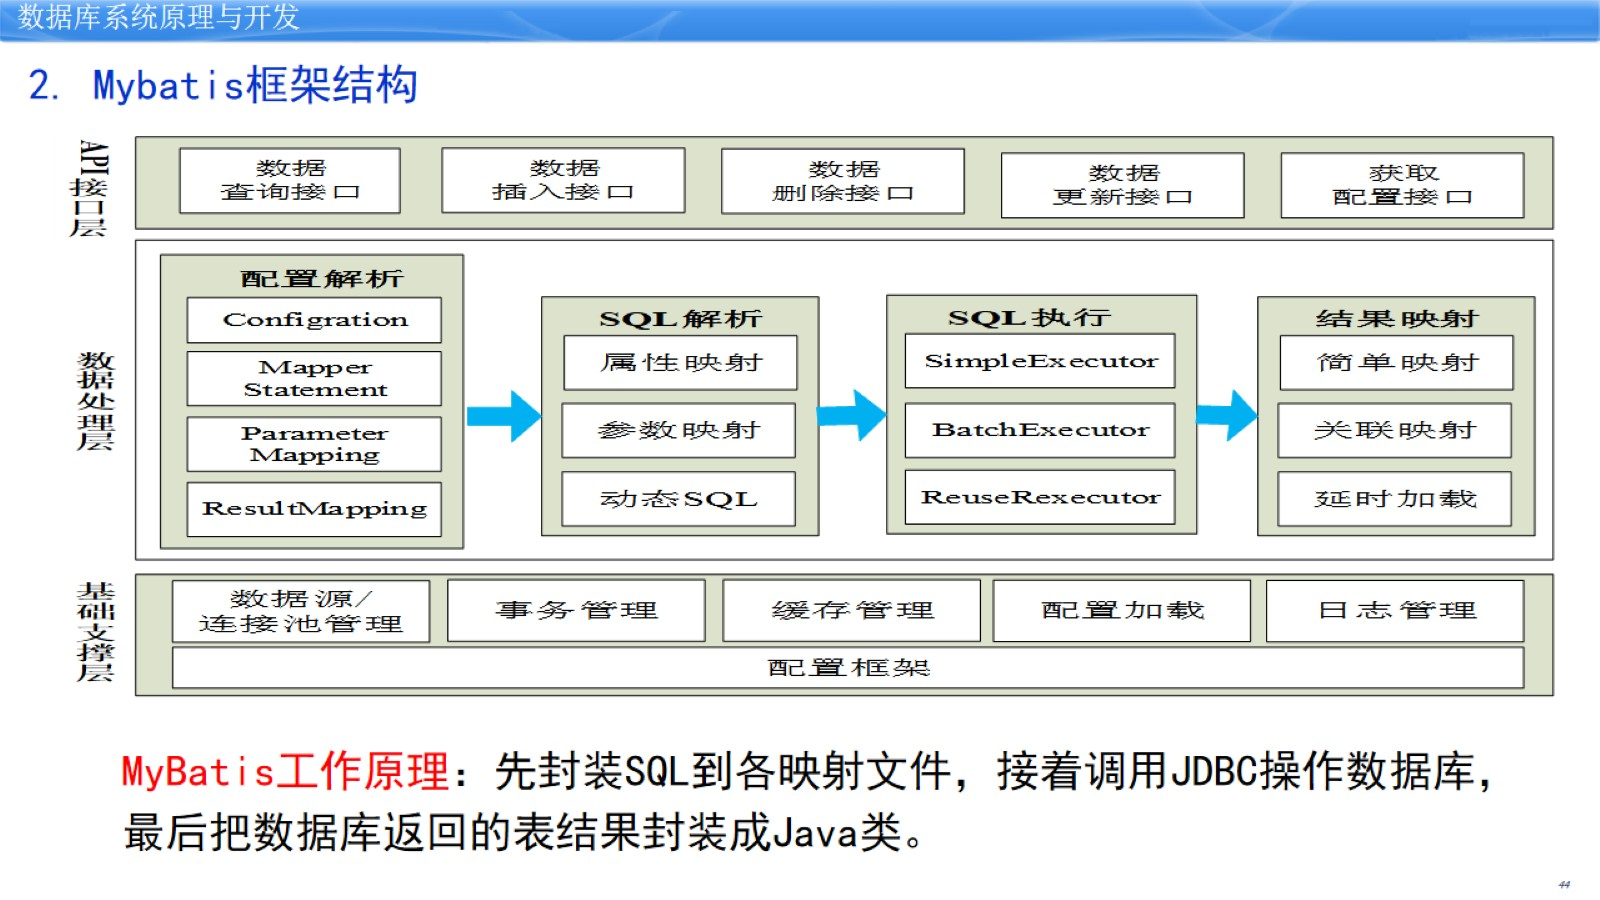 数据库系统原理与开发
2. Mybatis框架结构
API接口层
数据
查询接口
数据
插入接口
数据
删除接口
数据
更新接口
获取
配置接口
数据处理层
配置解析
Configration
Mapper
Statement
Parameter
Mapping
ResultMapping
SQL解析
属性映射
参数映射
动态SQL
SQL执行
SimpleExecutor
BatchExecutor
ReuseRexecutor
结果映射
简单映射
关联映射
延时加载
基础支撑层
数据源/
连接池管理
事务管理
缓存管理
配置加载
日志管理
配置框架
MyBatis工作原理：先封装SQL到各映射文件，接着调用JDBC操作数据库，
最后把数据库返回的表结果封装成Java类。
44